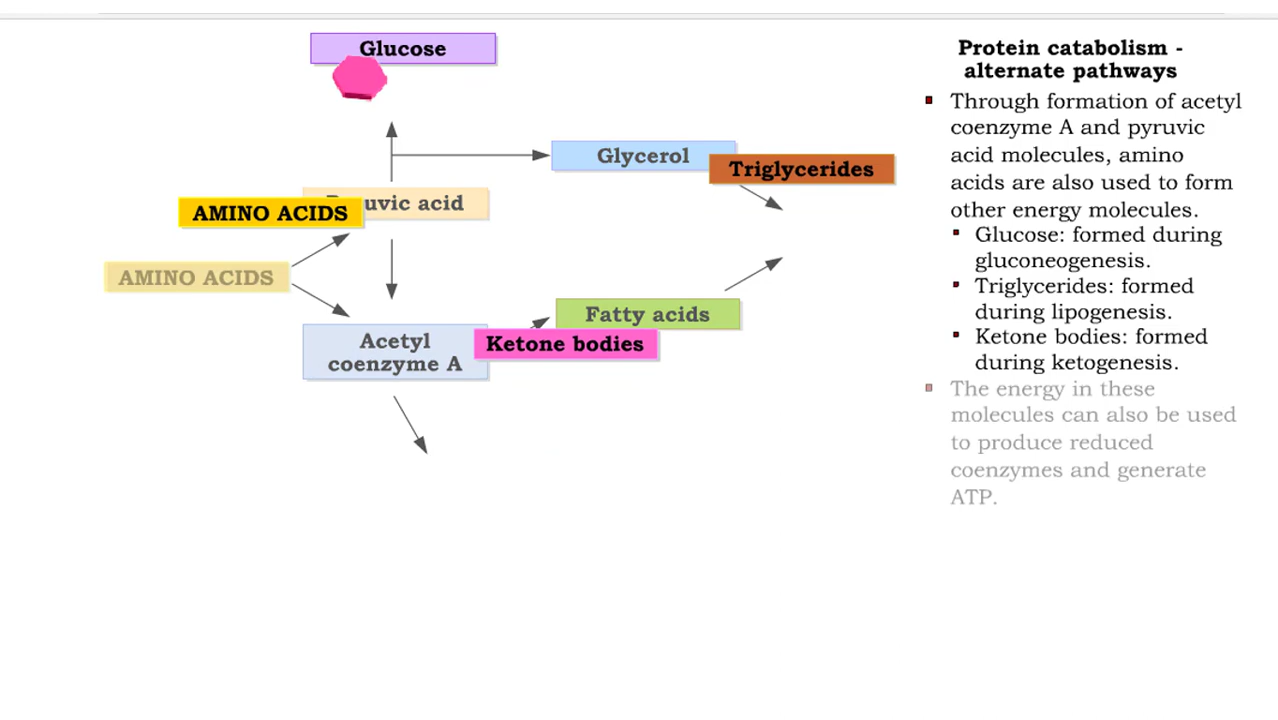 Glucose
Glycerol
Triglycerides
uvic acid
AMINO ACIDS
AMINO ACIDS
Fatty acids
Acetyl
coenzyme A
Ketone bodies
Protein catabolism -
alternate pathways
Through formation of acetyl
coenzyme A and pyruvic
acid molecules, amino
acids are also used to form
other energy molecules.
Glucose: formed during
gluconeogenesis.
Triglycerides: formed
during lipogenesis.
Ketone bodies: formed
during ketogenesis.
The energy in these
molecules can also be used
to produce reduced
coenzymes and generate
ATP.